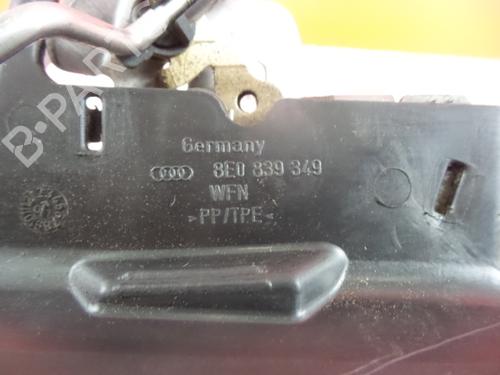 B-PARTS
Germany
8E0 839 349
WFN
>PP/TPE<